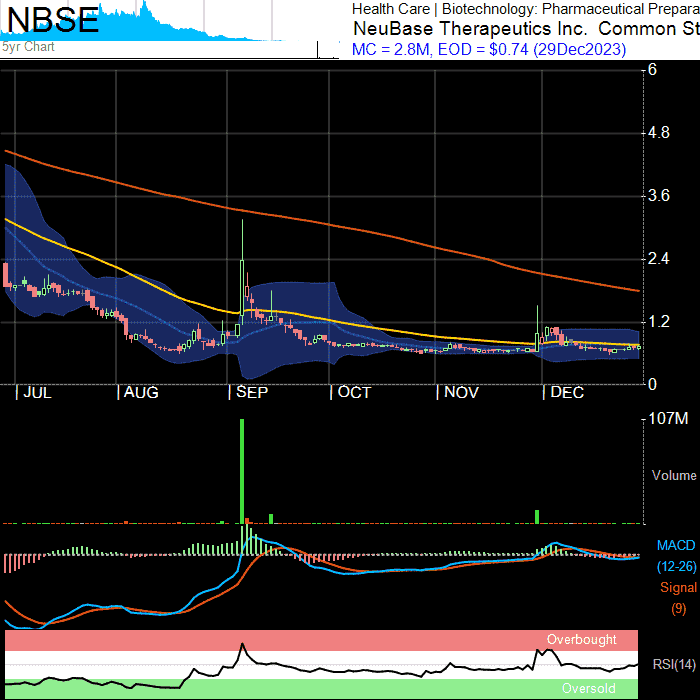 NBSE
Health Care | Biotechnology: Pharmaceutical Prepara
NeuBase Therapeutics Inc. Common St
5yr Chart
MC = 2.8M, EOD = $0.74 (29Dec2023)
6
4.8
3.6
2.4
1.2
0
JUL AUG SEP OCT NOV DEC
107M
Volume
MACD
(12-26)
Signal
(9)
Overbought
RSI(14)
Oversold